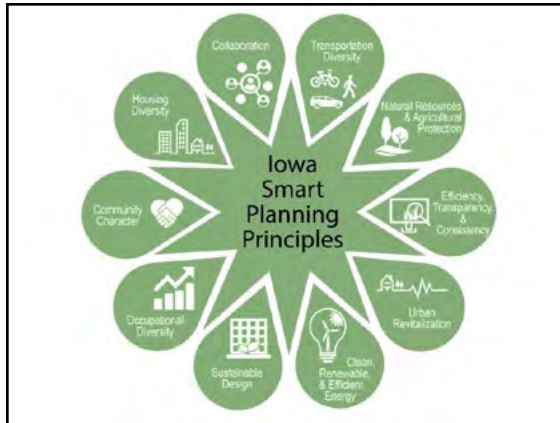 Iowa
Smart
Planning
Principles
Collaboration
Transportation
Diversity
Natural Resources
& Agricultural
Protection
Efficiency,
Transparency,
&
Consistency
Urban
Revitalization
Clean,
Renewable,
& Efficient
Energy
Sustainable
Design
Occupational
Diversity
Community
Character
Housing
Diversity